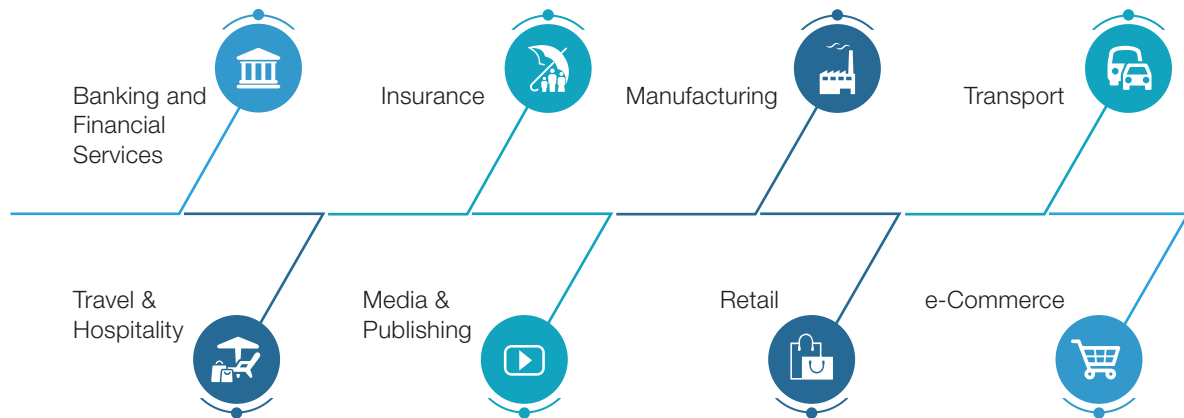 Banking and
Financial
Services
Insurance
Manufacturing
Transport
Travel &
Hospitality
Media &
Publishing
Retail
e-Commerce